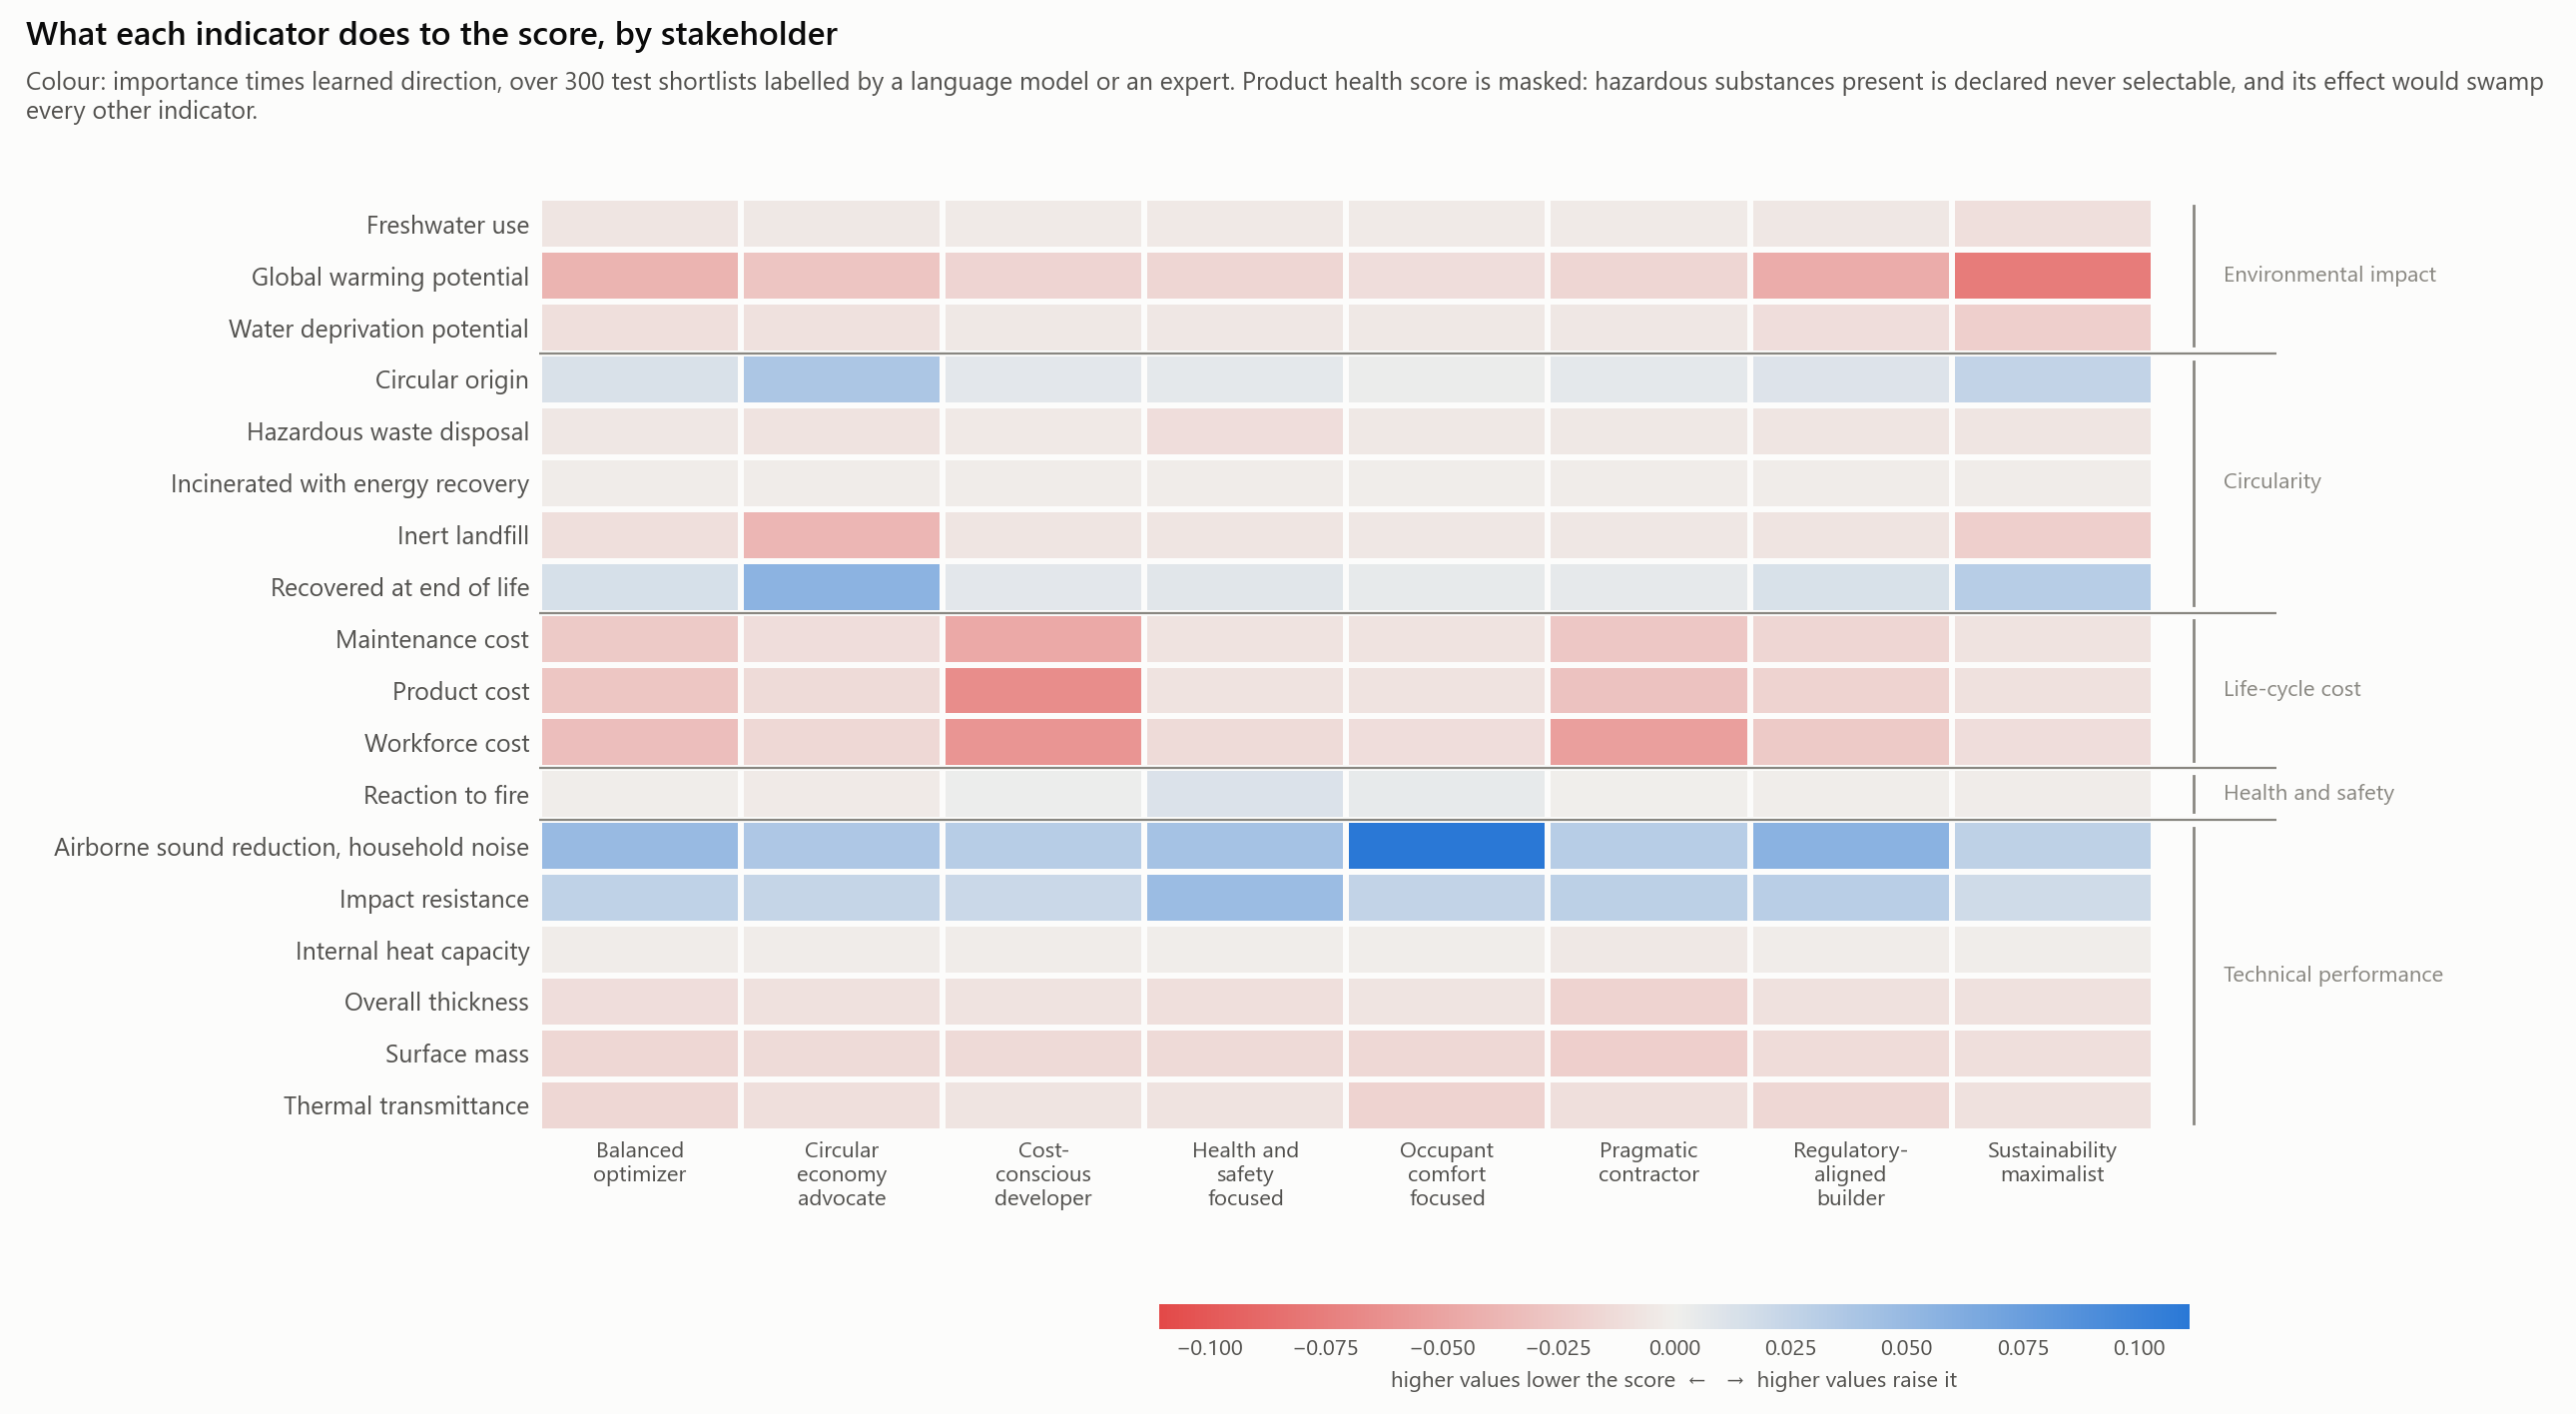 What each indicator does to the score, by stakeholder
Colour: importance times learned direction, over 300 test shortlists labelled by a language model or an expert. Product health score is masked: hazardous substances present is declared never selectable, and its effect would swamp
every other indicator.
Freshwater use
Global warming potential
Environmental impact
Water deprivation potential
Circular origin
Hazardous waste disposal
Incinerated with energy recovery
Circularity
Inert landfill
Recovered at end of life
Maintenance cost
Product cost
Life-cycle cost
Workforce cost
Reaction to fire
Health and safety
Airborne sound reduction, household noise
Impact resistance
Internal heat capacity
Technical performance
Overall thickness
Surface mass
Thermal transmittance
Balanced
optimizer
Circular
economy
advocate
Cost-
conscious
developer
Health and
safety
focused
Occupant
comfort
focused
Pragmatic
contractor
Regulatory-
aligned
builder
Sustainability
maximalist
−0.100 −0.075 −0.050 −0.025 0.000 0.025 0.050 0.075 0.100
higher values lower the score ← → higher values raise it